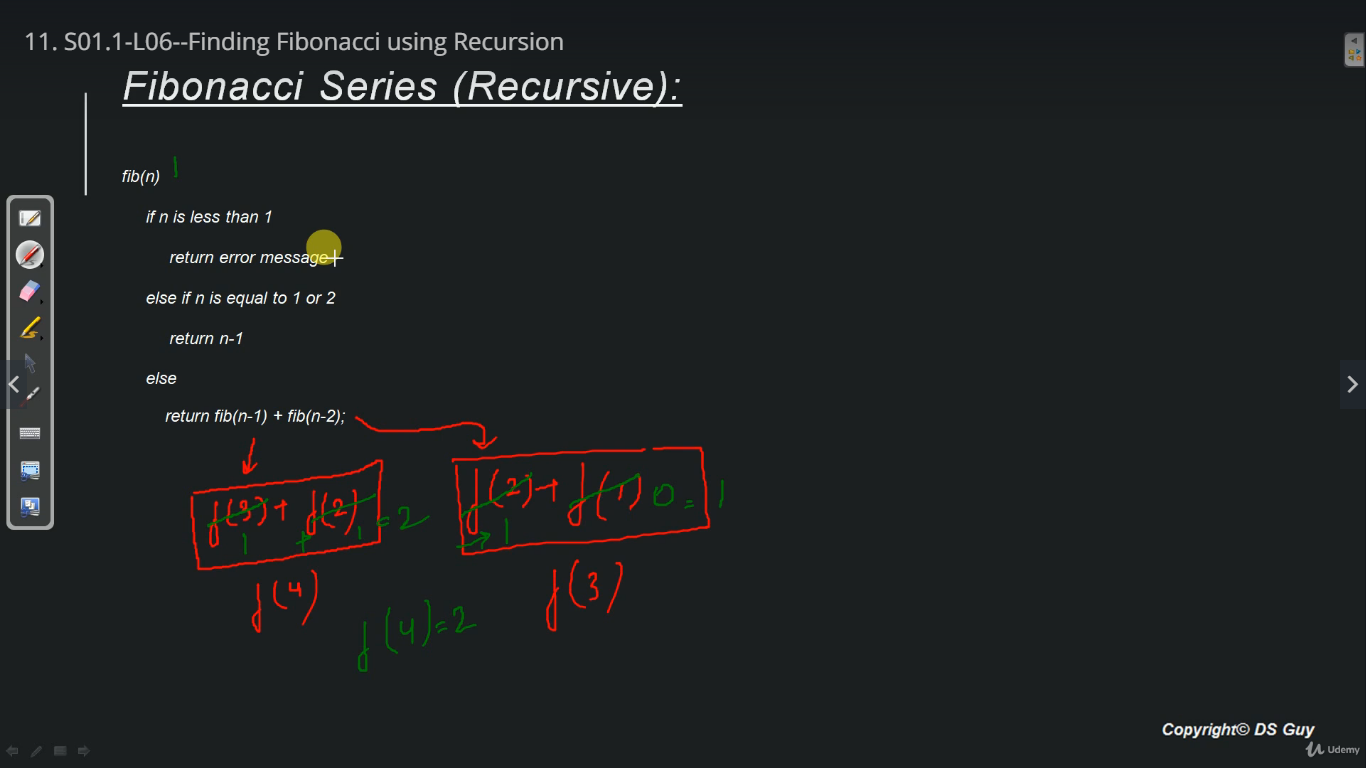 11. S01.1-L06--Finding Fibonacci using Recursion
Fibonacci Series (Recursive):
fib(n) 1
if n is less than 1
return error message
else if n is equal to 1 or 2
return n-1
else
return fib(n-1) + fib(n-2);
f(3) + f(2) = 2
1 + 1
f(2) + f(1) 0 = 1
1
f(4)
f(3)
f(4)=2
Copyright© DS Guy
Udemy